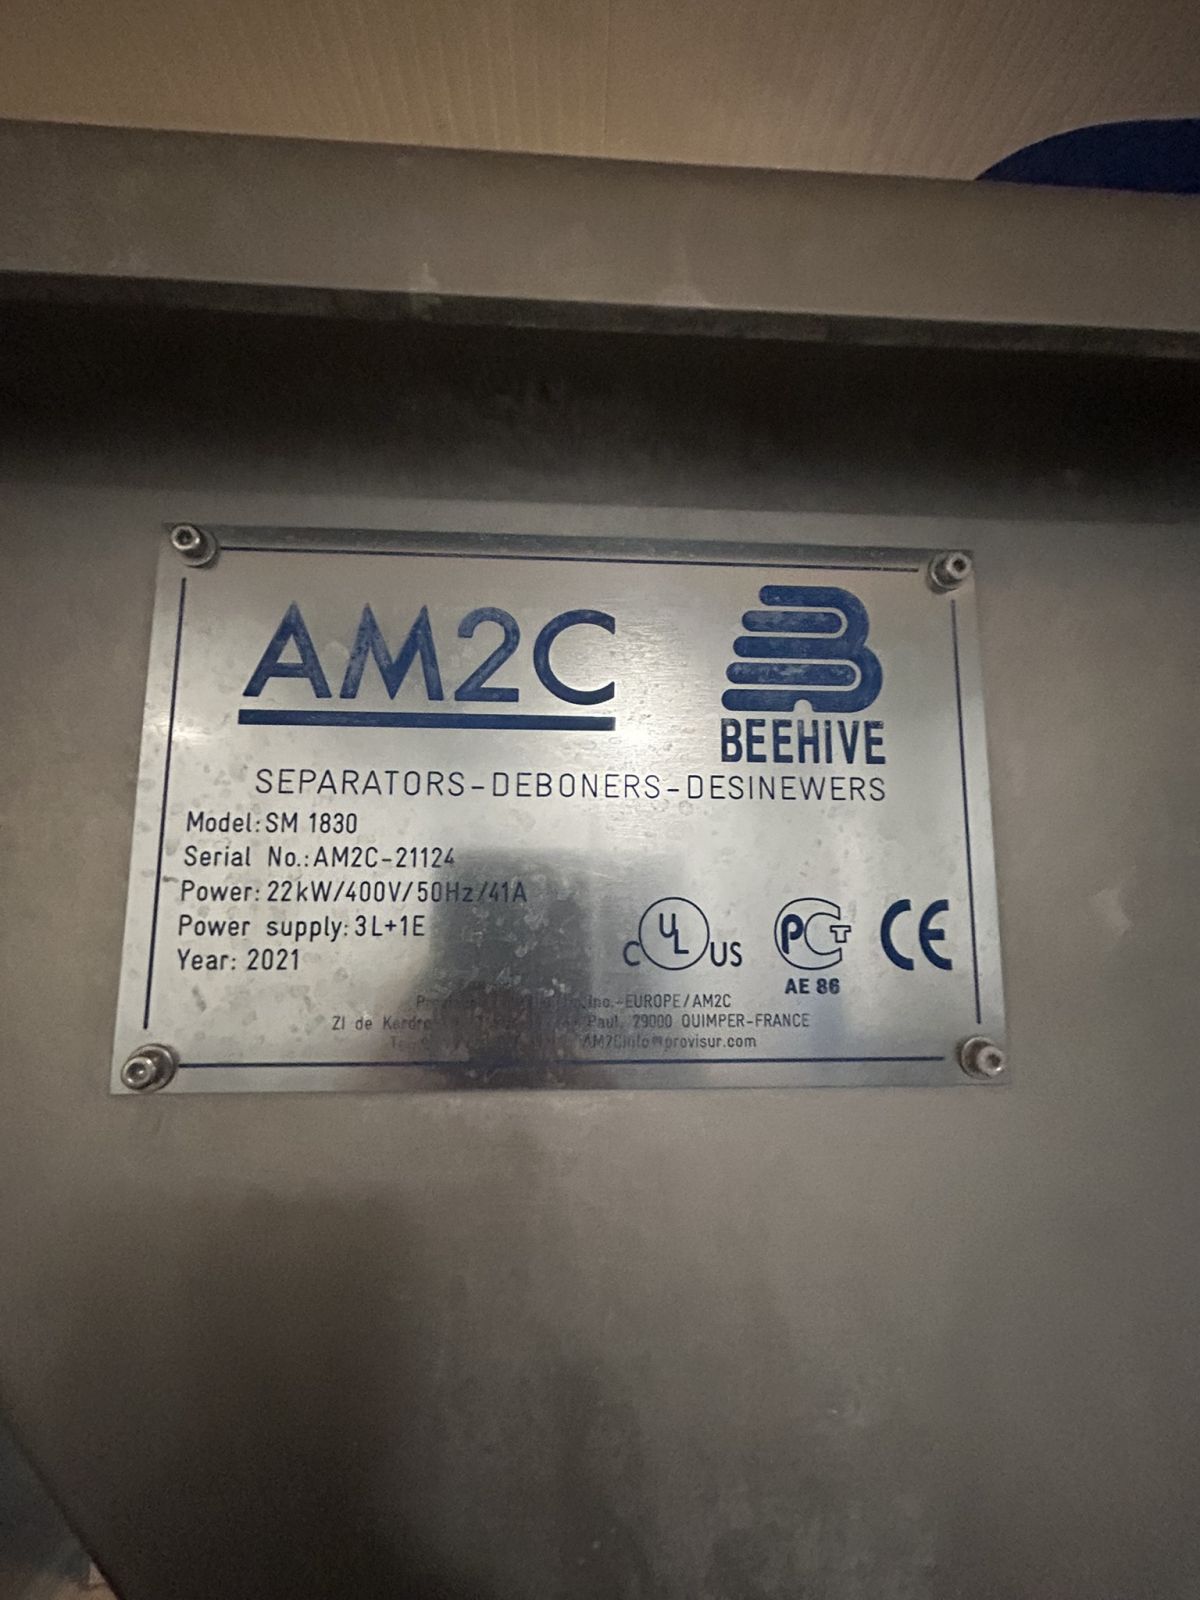 AM2C
BEEHIVE
SEPARATORS-DEBONERS-DESINEWERS
Model: SM 1830
Serial No.: AM2C-21124
Power: 22kW/400V/50Hz/41A
Power supply: 3L+1E
Year: 2021
C UL US
PCT
AE 86
CE
Inc.-EUROPE/AM2C
ZI de Paul, 29000 QUIMPER-FRANCE
AM2Cinfo@provisur.com